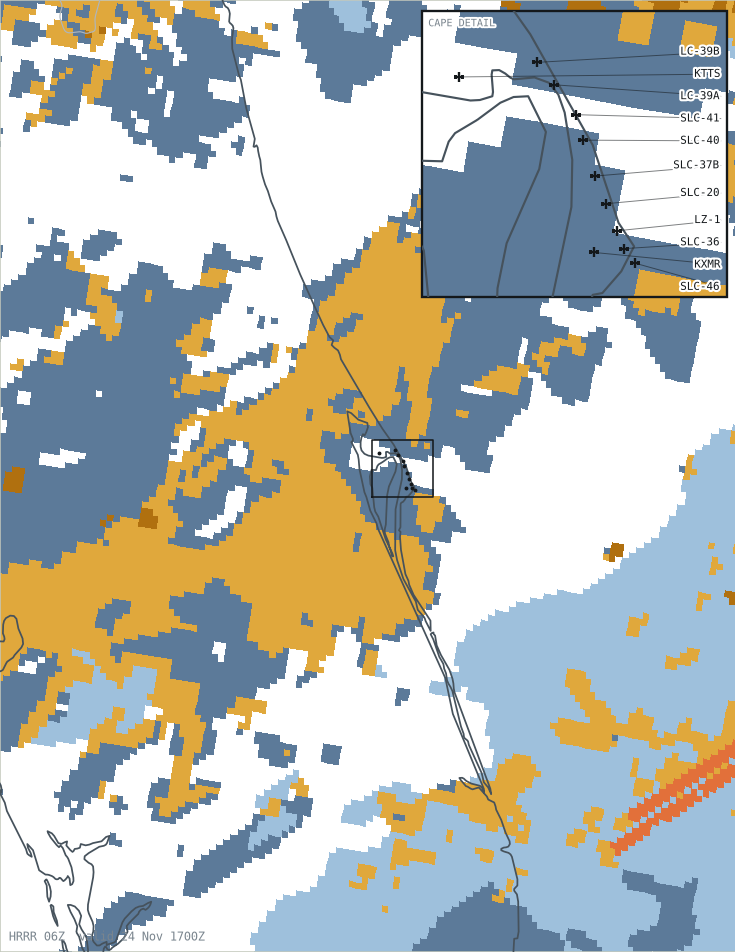 CAPE DETAIL
LC-39B
KTTS
LC-39A
SLC-41
SLC-40
SLC-37B
SLC-20
LZ-1
SLC-36
KXMR
SLC-46
HRRR 06Z valid 24 Nov 1700Z